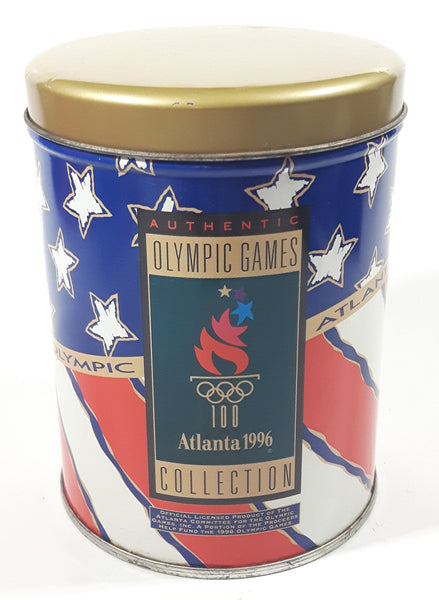 AUTHENTIC
OLYMPIC GAMES
OLYMPIC
ATLANT
100
Atlanta 1996
®
COLLECTION
OFFICIAL LICENSED PRODUCT OF THE
ATLANTA COMMITTEE FOR THE OLYMPIC
GAMES, INC. A PORTION OF THE PROCEEDS
HELP FUND THE 1996 OLYMPIC GAMES.